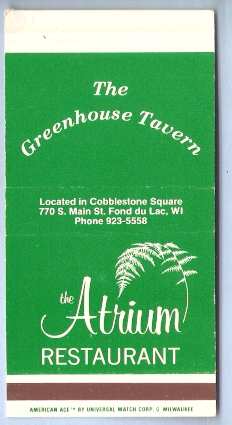 The
Greenhouse Tavern
Located in Cobblestone Square
770 S. Main St. Fond du Lac, WI
Phone 923-5558
the Atrium
RESTAURANT
AMERICAN ACE™ BY UNIVERSAL MATCH CORP. MILWAUKEE